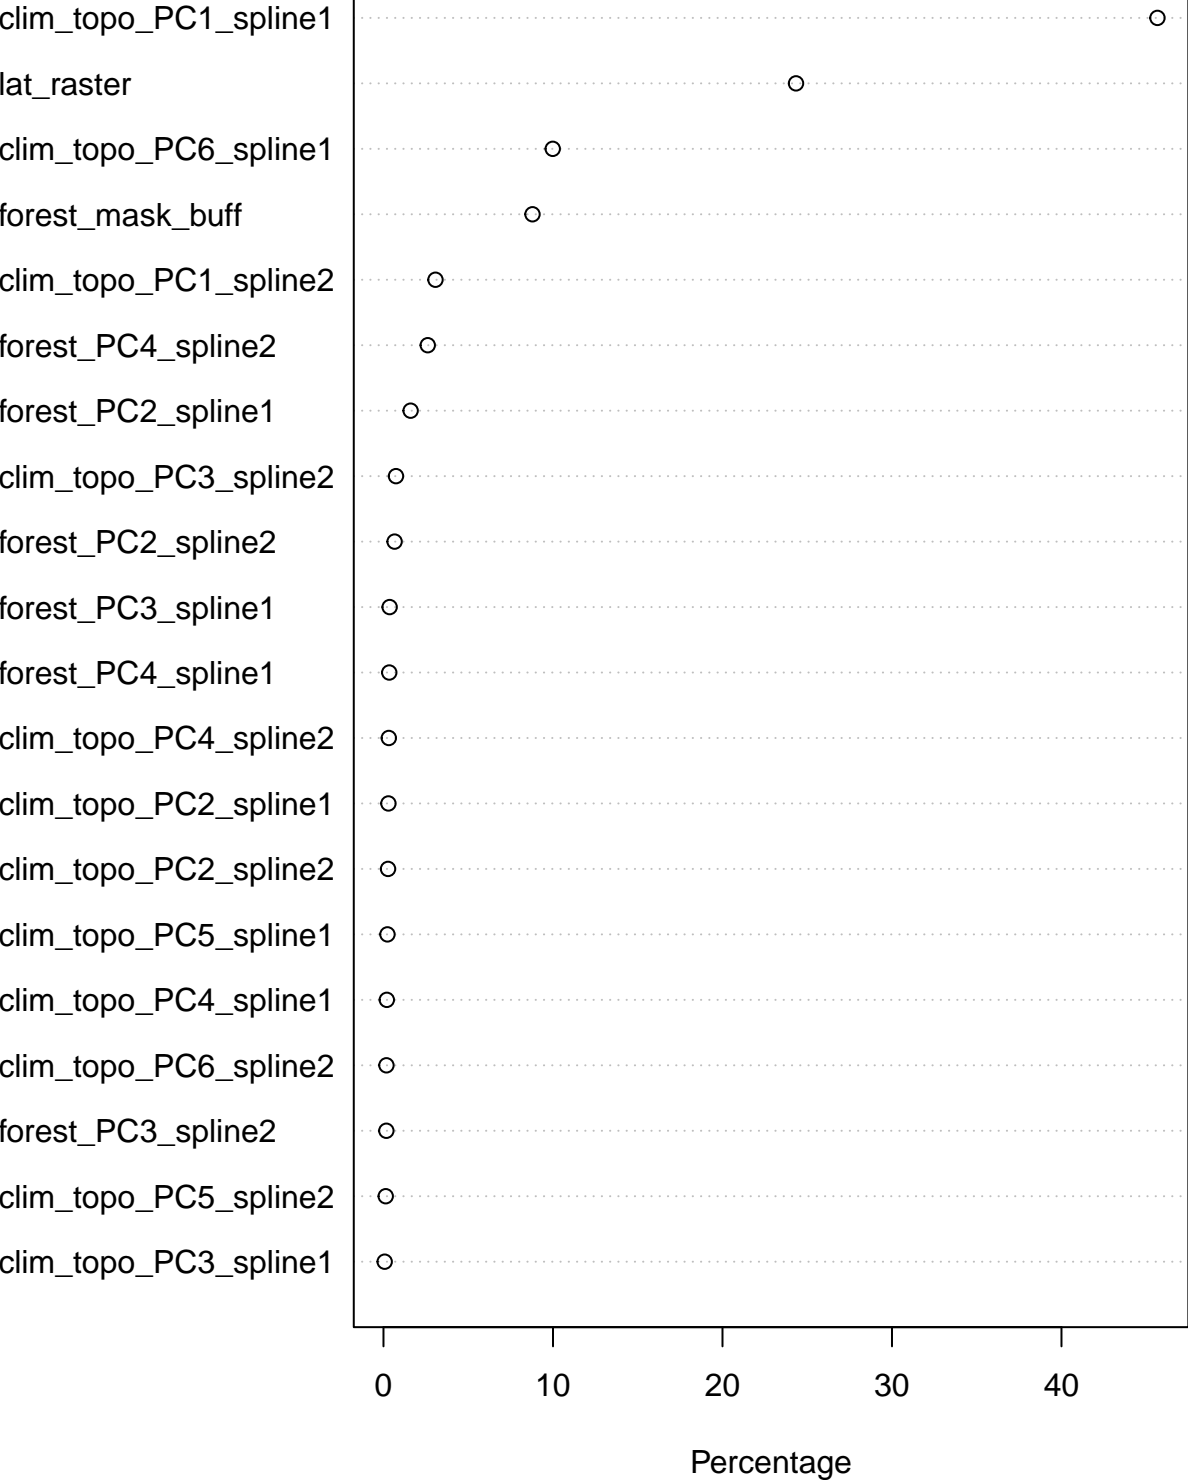 clim_topo_PC1_spline1
lat_raster
clim_topo_PC6_spline1
forest_mask_buff
clim_topo_PC1_spline2
forest_PC4_spline2
forest_PC2_spline1
clim_topo_PC3_spline2
forest_PC2_spline2
forest_PC3_spline1
forest_PC4_spline1
clim_topo_PC4_spline2
clim_topo_PC2_spline1
clim_topo_PC2_spline2
clim_topo_PC5_spline1
clim_topo_PC4_spline1
clim_topo_PC6_spline2
forest_PC3_spline2
clim_topo_PC5_spline2
clim_topo_PC3_spline1
0 10 20 30 40
Percentage